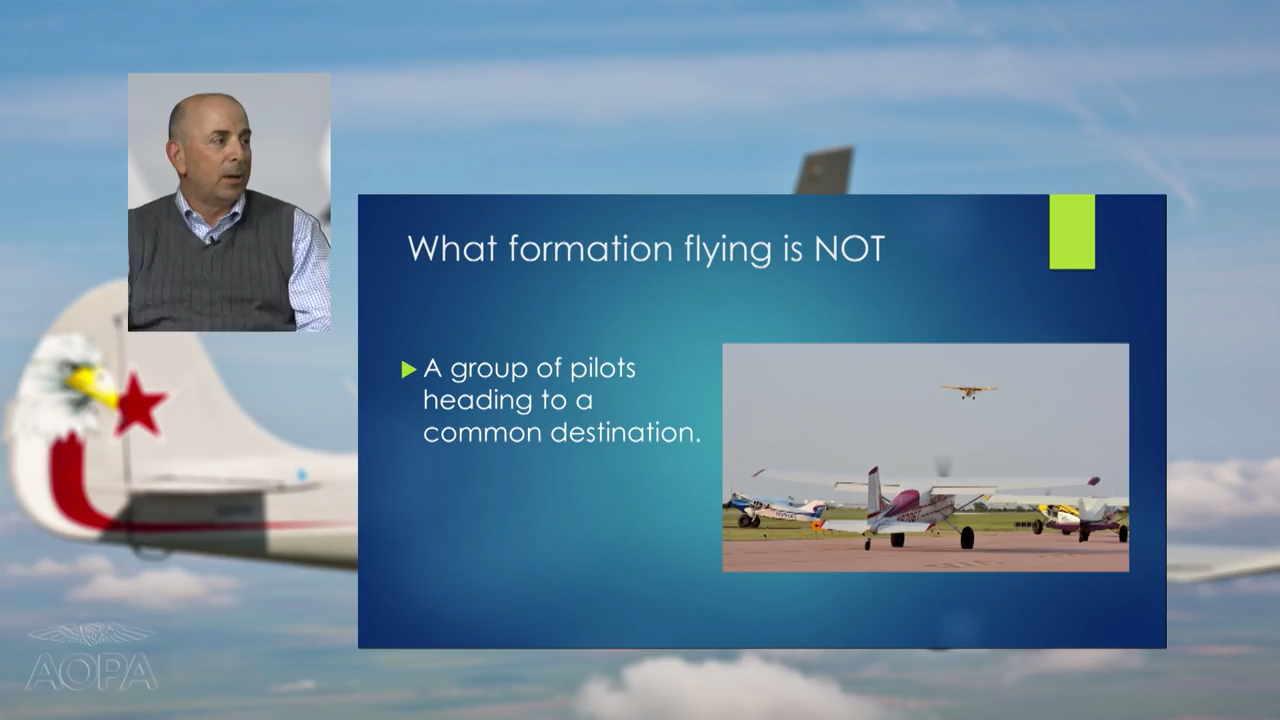 What formation flying is NOT
A group of pilots
heading to a
common destination.
AOPA